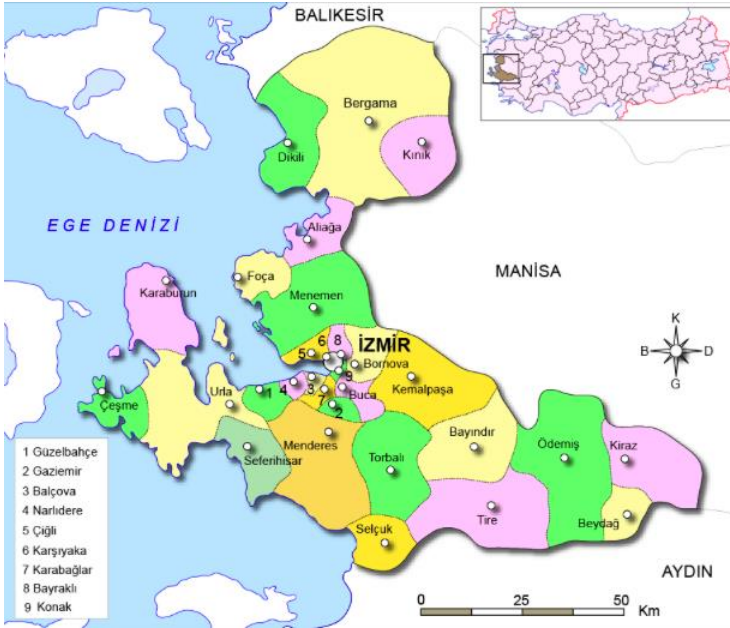 BALIKESİR
Bergama
Dikili
Kınık
EGE DENİZİ
Aliağa
MANİSA
Foça
Karaburun
Menemen
K
B
D
G
İZMİR
6
8
5
Bornova
9
Kemalpaşa
Çeşme
Urla
1
4
3
7
Buca
2
Menderes
Bayındır
Ödemiş
Kiraz
Seferihisar
Torbalı
Selçuk
Tire
Beydağ
1 Güzelbahçe
2 Gaziemir
3 Balçova
4 Narlıdere
5 Çiğli
6 Karşıyaka
7 Karabağlar
8 Bayraklı
9 Konak
AYDIN
0 25 50
Km